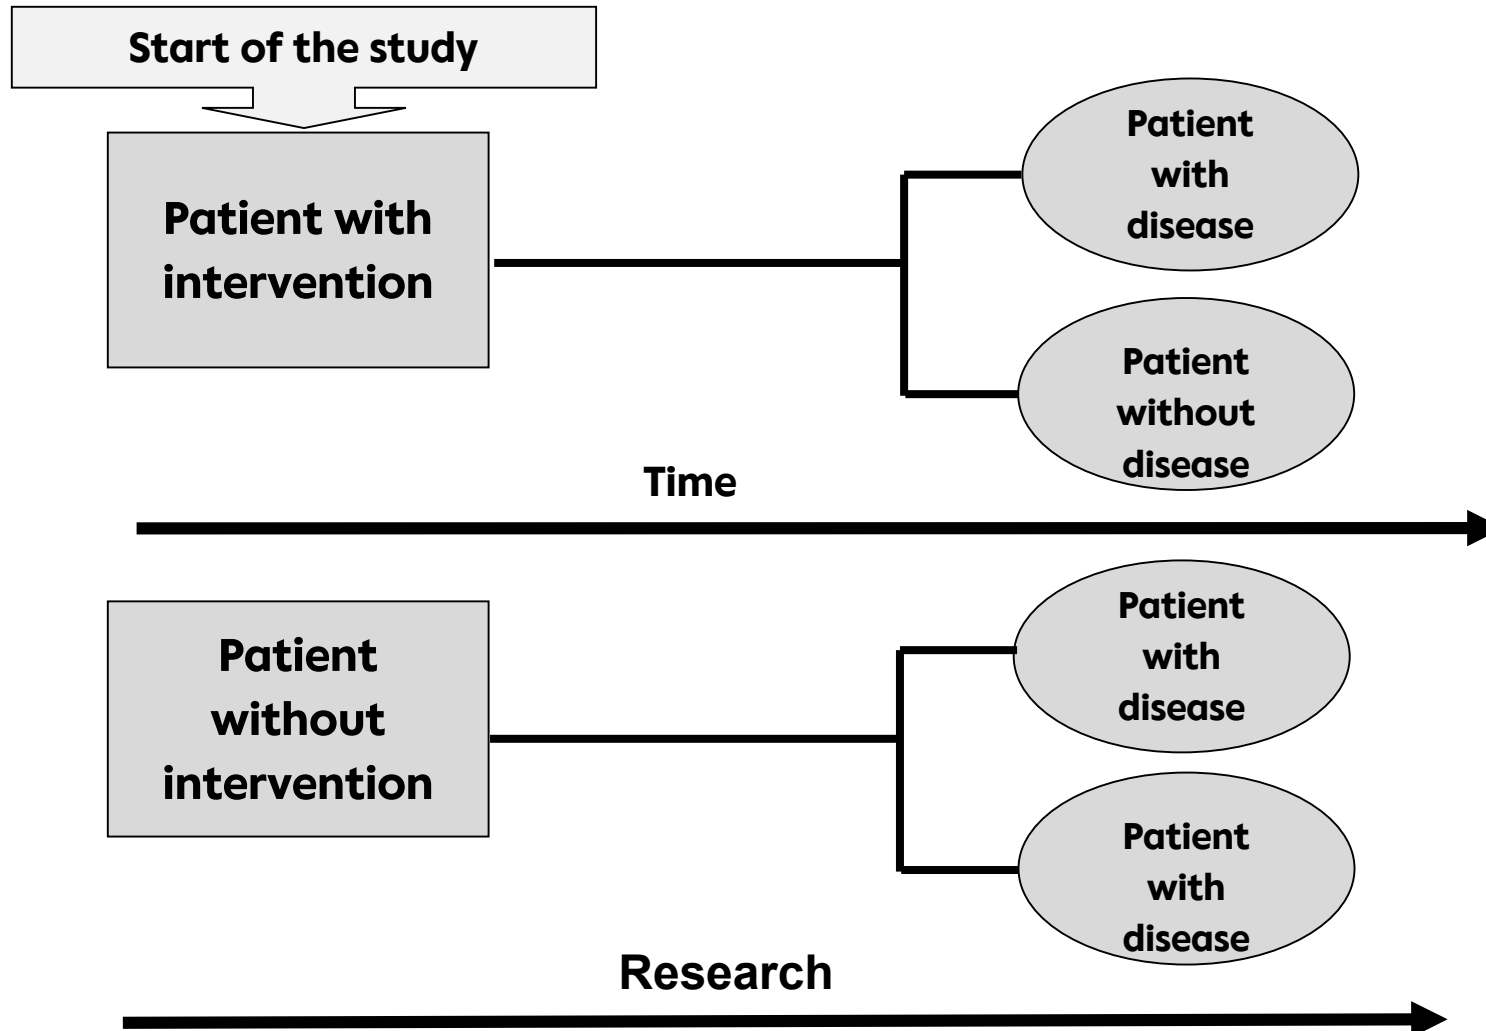 Start of the study
Patient with
intervention
Patient
with
disease
Patient
without
disease
Time
Patient
without
intervention
Patient
with
disease
Patient
with
disease
Research